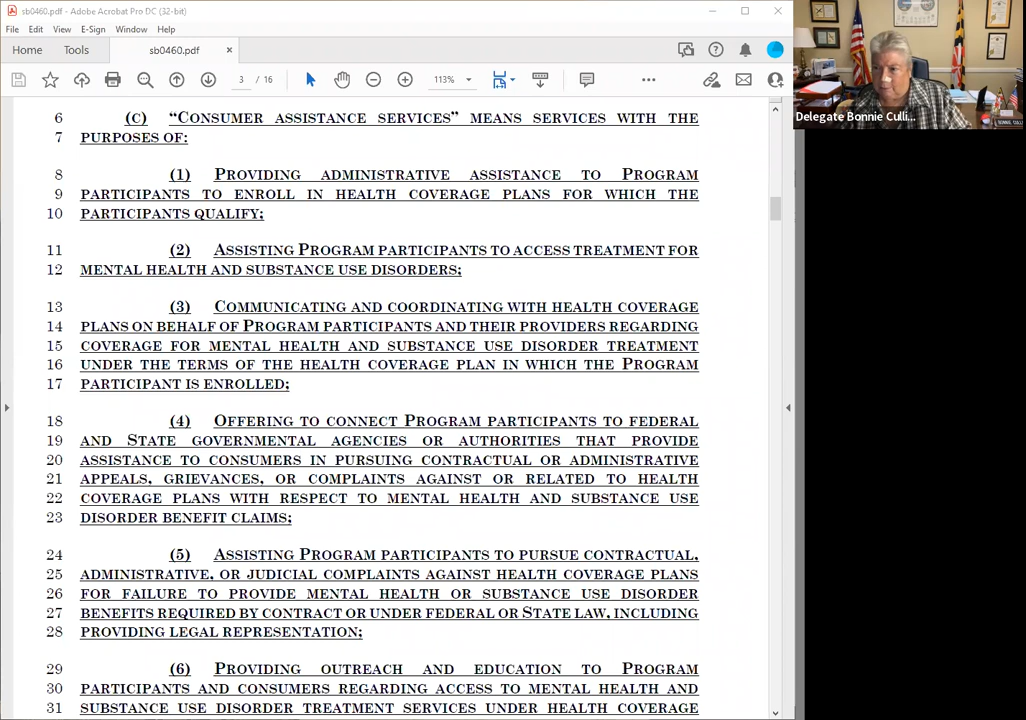 sb0460.pdf - Adobe Acrobat Pro DC (32-bit)
File Edit View E-Sign Window Help
Home Tools sb0460.pdf
3 / 16 113%
Delegate Bonnie Culli...
6 (C) “CONSUMER ASSISTANCE SERVICES” MEANS SERVICES WITH THE
7 PURPOSES OF:
8 (1) PROVIDING ADMINISTRATIVE ASSISTANCE TO PROGRAM
9 PARTICIPANTS TO ENROLL IN HEALTH COVERAGE PLANS FOR WHICH THE
10 PARTICIPANTS QUALIFY;
11 (2) ASSISTING PROGRAM PARTICIPANTS TO ACCESS TREATMENT FOR
12 MENTAL HEALTH AND SUBSTANCE USE DISORDERS;
13 (3) COMMUNICATING AND COORDINATING WITH HEALTH COVERAGE
14 PLANS ON BEHALF OF PROGRAM PARTICIPANTS AND THEIR PROVIDERS REGARDING
15 COVERAGE FOR MENTAL HEALTH AND SUBSTANCE USE DISORDER TREATMENT
16 UNDER THE TERMS OF THE HEALTH COVERAGE PLAN IN WHICH THE PROGRAM
17 PARTICIPANT IS ENROLLED;
18 (4) OFFERING TO CONNECT PROGRAM PARTICIPANTS TO FEDERAL
19 AND STATE GOVERNMENTAL AGENCIES OR AUTHORITIES THAT PROVIDE
20 ASSISTANCE TO CONSUMERS IN PURSUING CONTRACTUAL OR ADMINISTRATIVE
21 APPEALS, GRIEVANCES, OR COMPLAINTS AGAINST OR RELATED TO HEALTH
22 COVERAGE PLANS WITH RESPECT TO MENTAL HEALTH AND SUBSTANCE USE
23 DISORDER BENEFIT CLAIMS;
24 (5) ASSISTING PROGRAM PARTICIPANTS TO PURSUE CONTRACTUAL,
25 ADMINISTRATIVE, OR JUDICIAL COMPLAINTS AGAINST HEALTH COVERAGE PLANS
26 FOR FAILURE TO PROVIDE MENTAL HEALTH OR SUBSTANCE USE DISORDER
27 BENEFITS REQUIRED BY CONTRACT OR UNDER FEDERAL OR STATE LAW, INCLUDING
28 PROVIDING LEGAL REPRESENTATION;
29 (6) PROVIDING OUTREACH AND EDUCATION TO PROGRAM
30 PARTICIPANTS AND CONSUMERS REGARDING ACCESS TO MENTAL HEALTH AND
31 SUBSTANCE USE DISORDER TREATMENT SERVICES UNDER HEALTH COVERAGE